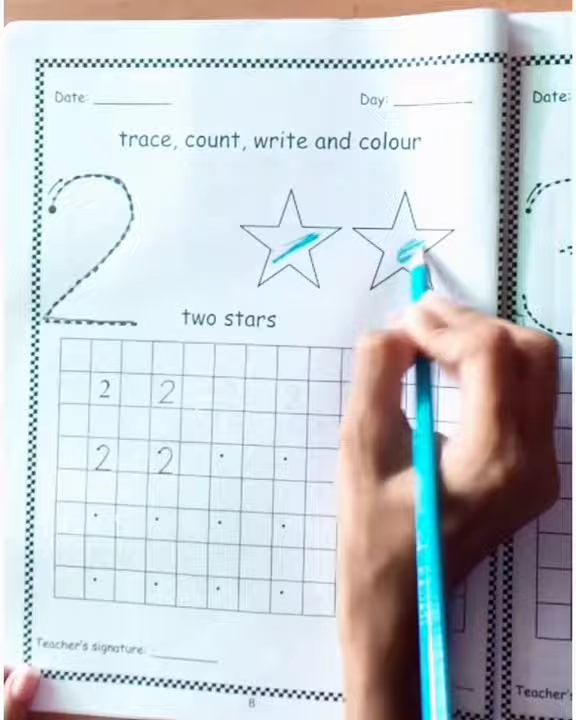 Date: Day: Date:
trace, count, write and colour
2
two stars
2 2
2 2
Teacher's signature:
Teacher's
8